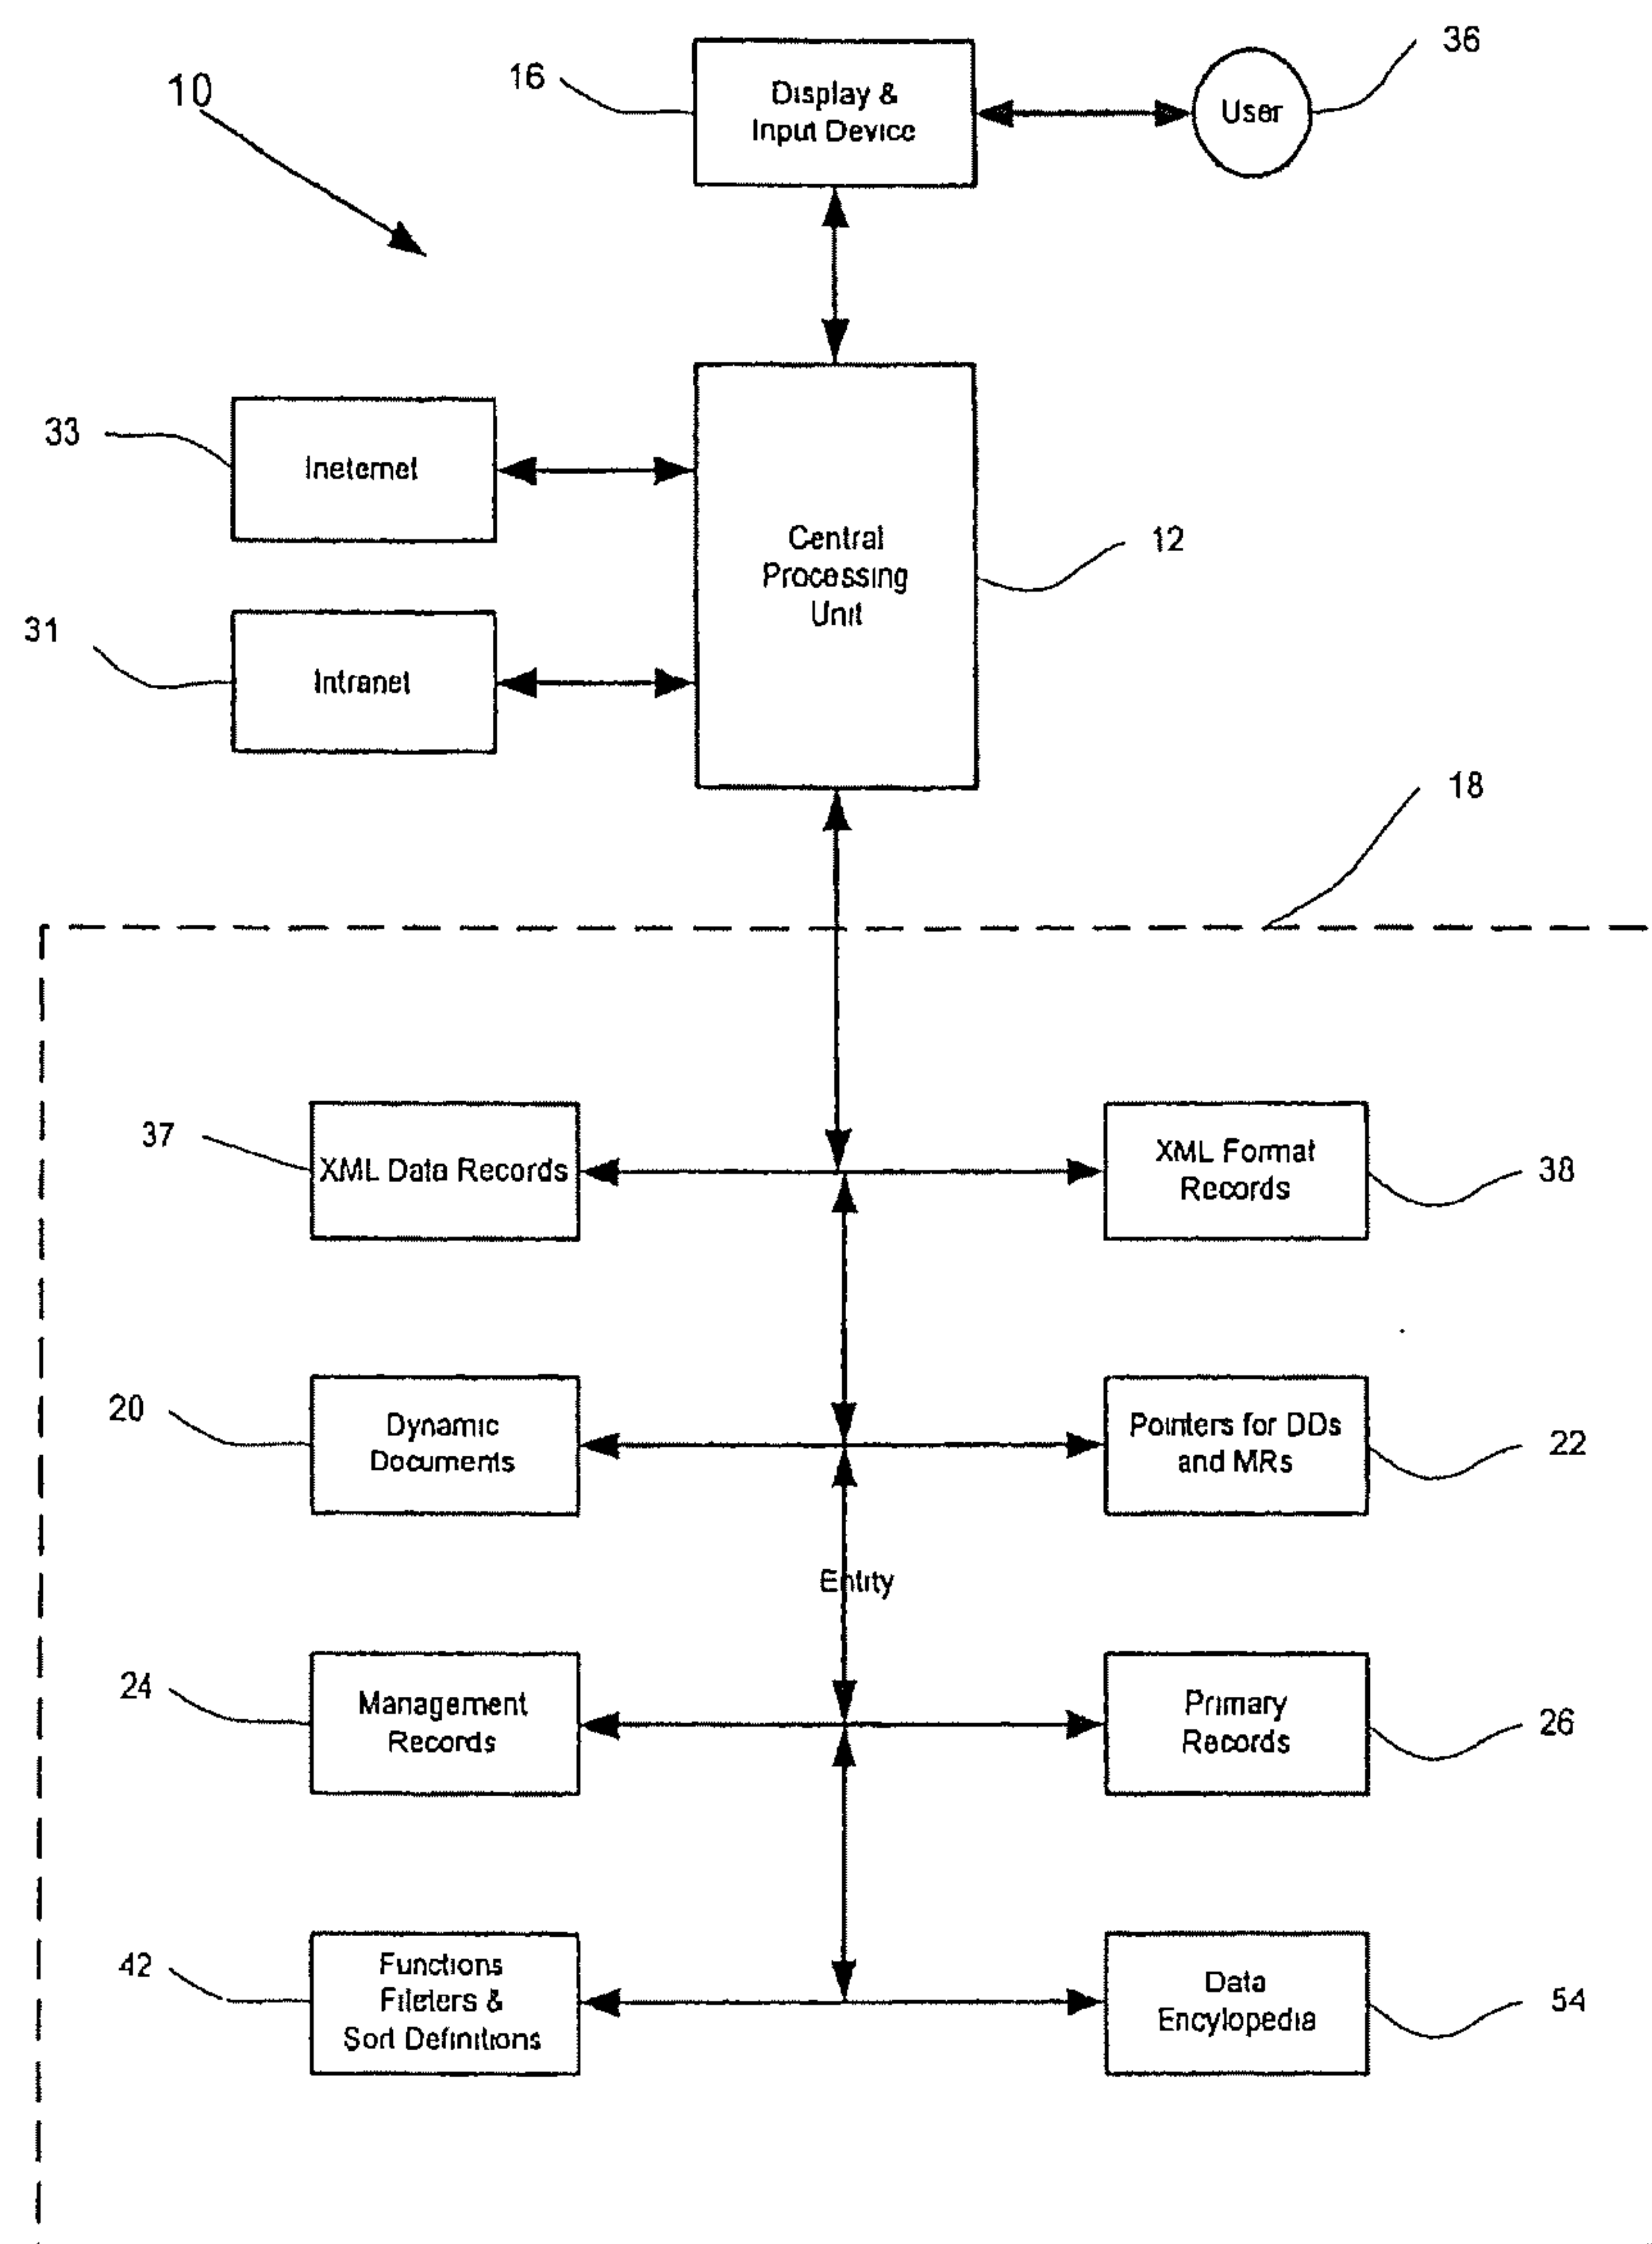 10
16
Display &
Input Device
User
36
33
Ineternet
Central
Processing
Unit
12
31
Intranet
18
37
XML Data Records
XML Format
Records
38
20
Dynamic
Documents
Pointers for DDs
and MRs
22
Entity
24
Management
Records
Primary
Records
26
42
Functions
Fileters &
Sort Definitions
Data
Encylopedia
54